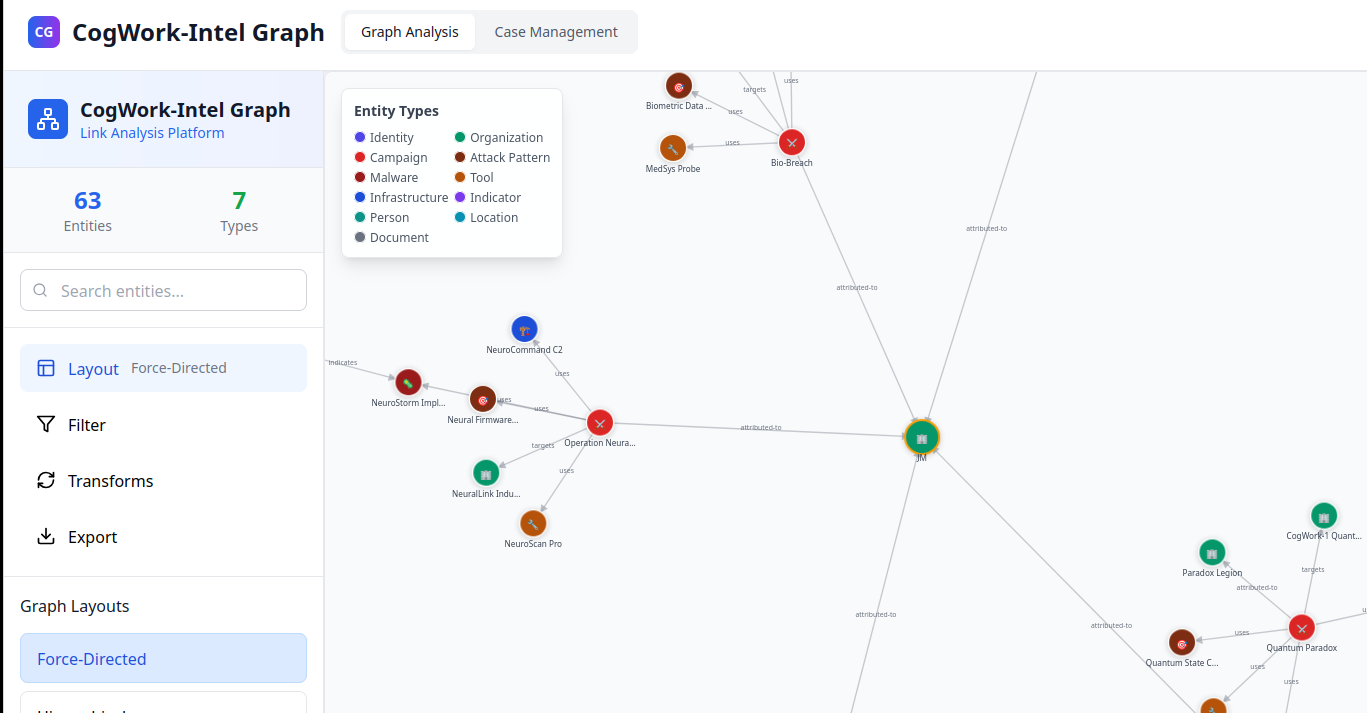 CG
CogWork-Intel Graph
Graph Analysis
Case Management
CogWork-Intel Graph
Link Analysis Platform
63
Entities
7
Types
Search entities...
Layout Force-Directed
Filter
Transforms
Export
Graph Layouts
Force-Directed
Entity Types
Identity
Organization
Campaign
Attack Pattern
Malware
Tool
Infrastructure
Indicator
Person
Location
Document
uses
targets
Biometric Data ...
uses
uses
MedSys Probe
Bio-Breach
attributed-to
attributed-to
NeuroCommand C2
indicates
uses
NeuroStorm Impl...
uses
uses
Neural Firmware...
attributed-to
Operation Neura...
targets
JM
uses
NeuralLink Indu...
NeuroScan Pro
CogWork-1 Quant...
Paradox Legion
targets
attributed-to
attributed-to
attributed-to
uses
Quantum Paradox
Quantum State C...
uses
uses